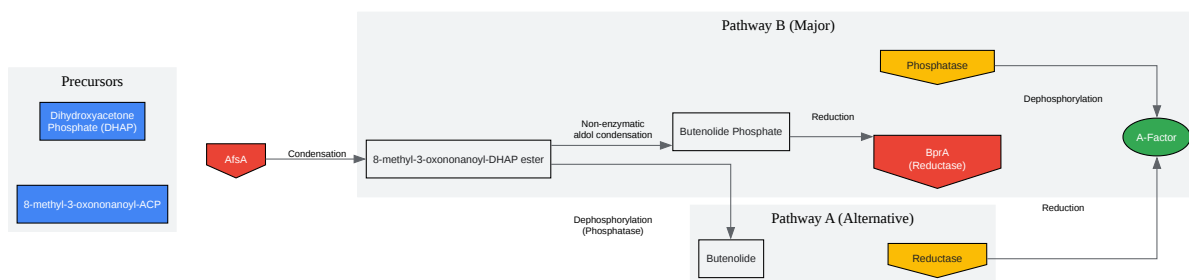 Pathway B (Major)
Precursors
Phosphatase
Dihydroxyacetone
Phosphate (DHAP)
Dephosphorylation
Non-enzymatic
aldol condensation
Butenolide Phosphate
Reduction
A-Factor
AfsA
Condensation
8-methyl-3-oxononanoyl-DHAP ester
BprA
(Reductase)
8-methyl-3-oxononanoyl-ACP
Dephosphorylation
(Phosphatase)
Pathway A (Alternative)
Reduction
Butenolide
Reductase